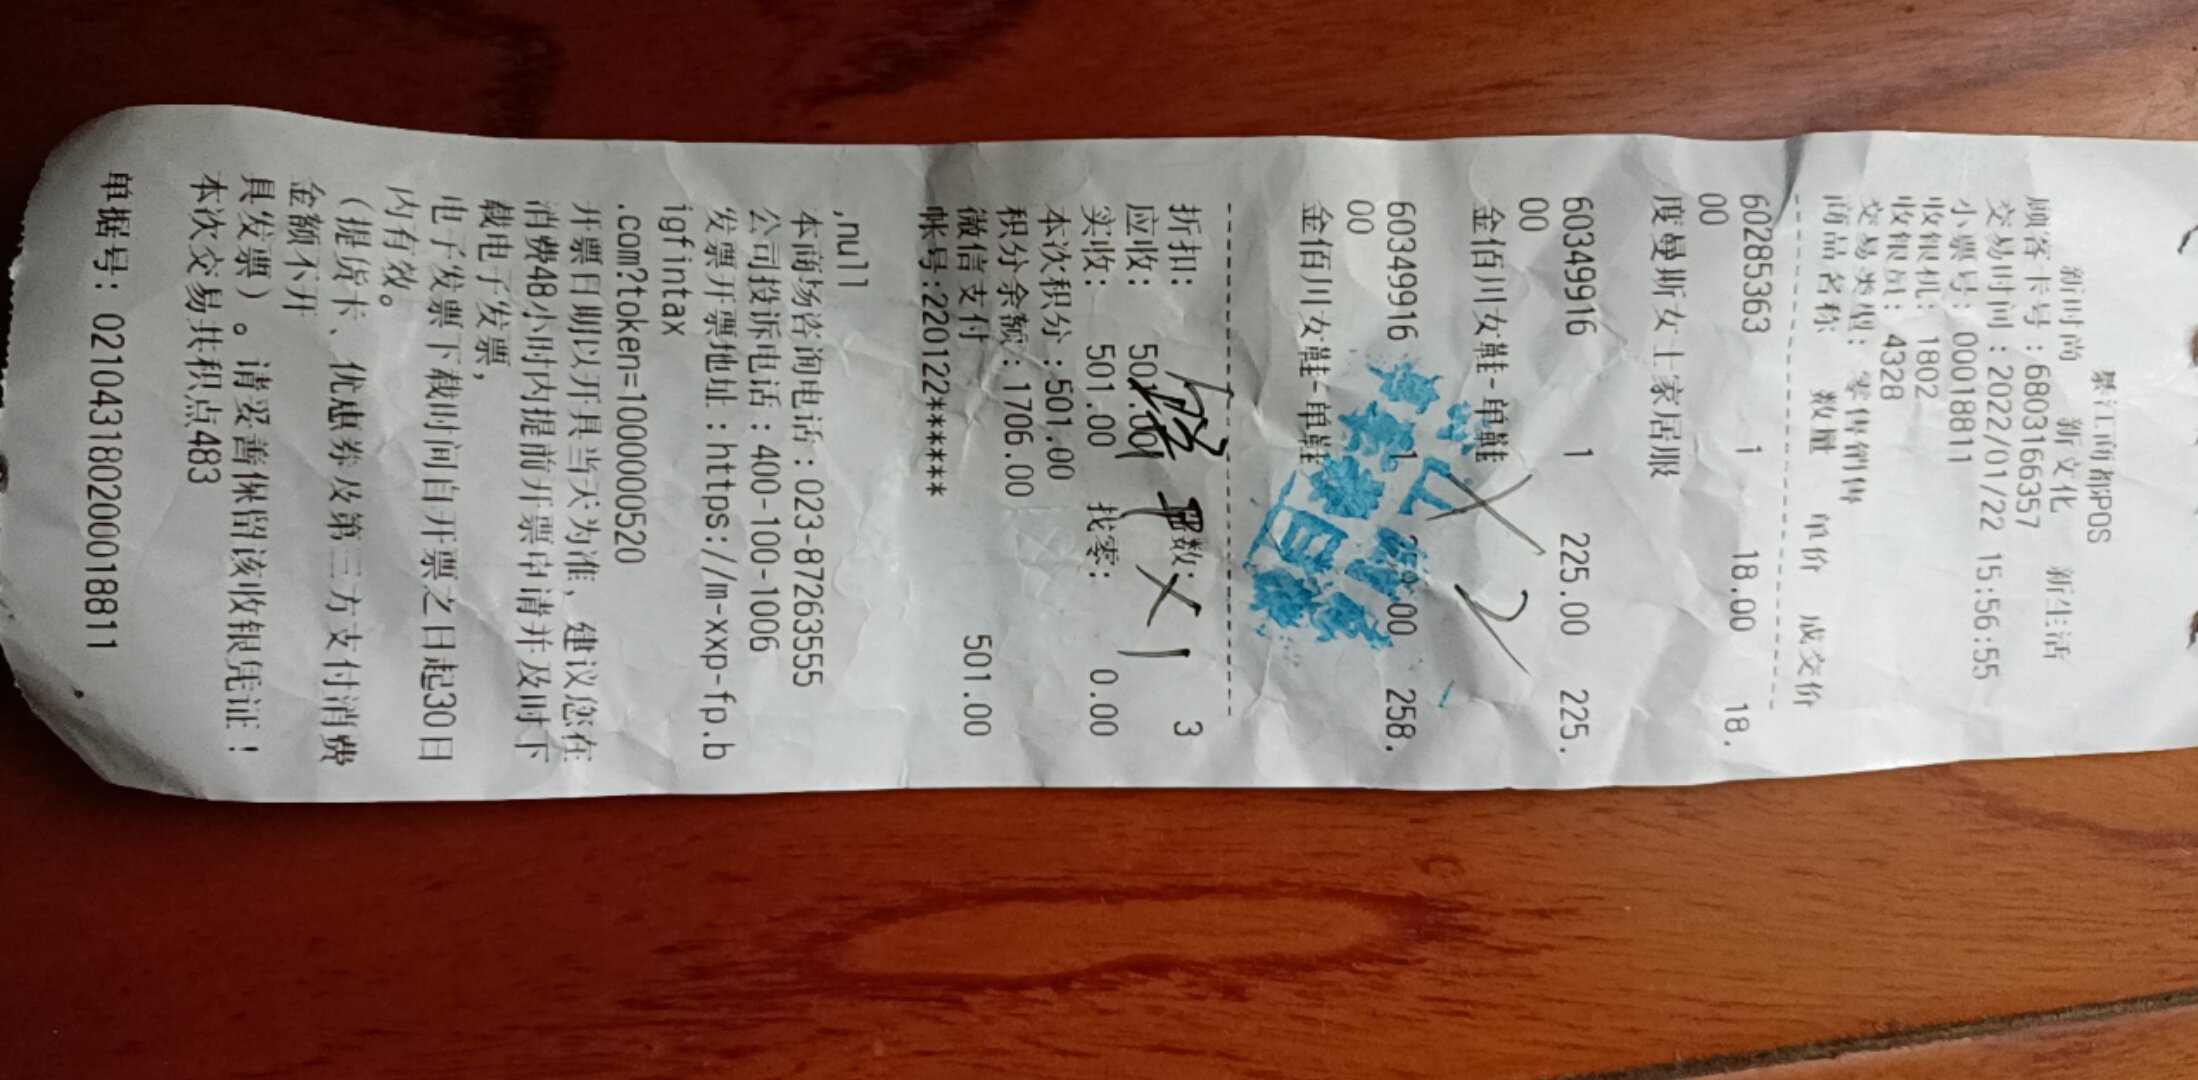 綦江商都POS
新时尚 新文化 新生活
顾客卡号:6803166357
交易时间:2022/01/22 15:56:55
小票号: 00018811
收银机: 1802
收银员: 4328
交易类型: 零售销售
商品名称 数量 单价 成交价
60285363 1 18.00 18.
00
度曼斯女士家居服
60349916 1 225.00 225.
00
金佰川女鞋-单鞋
60349916 1 258.00 258.
00
金佰川女鞋-单鞋
折扣: 数: 3
应收: 501.00
实收: 501.00 找零: 0.00
本次积分:501.00
积分余额:1706.00
微信支付 501.00
帐号:220122******
,null
本商场咨询电话:023-87263555
公司投诉电话:400-100-1006
发票开票地址:https://m-xxp-fp.b
igfintax
.com?token=1000000520
开票日期以开具当天为准, 建议您在
消费48小时内提前开票申请并及时下
载电子发票,
电子发票下载时间自开票之日起30日
内有效。
(提货卡、优惠券及第三方支付消费
金额不开
具发票)。请妥善保留该收银凭证!
本次交易共积点483
单据号: 021043180200018811